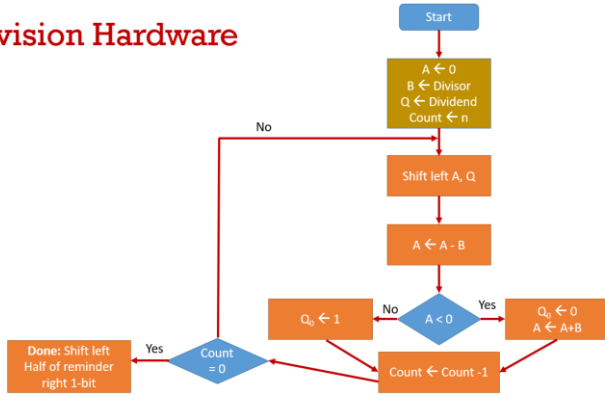 vision Hardware
Start
A ← 0
B ← Divisor
Q ← Dividend
Count ← n
No
Shift left A, Q
A ← A - B
A < 0
No
Yes
Q₀ ← 1
Q₀ ← 0
A ← A+B
Count ← Count -1
Count
= 0
Yes
Done: Shift left
Half of reminder
right 1-bit